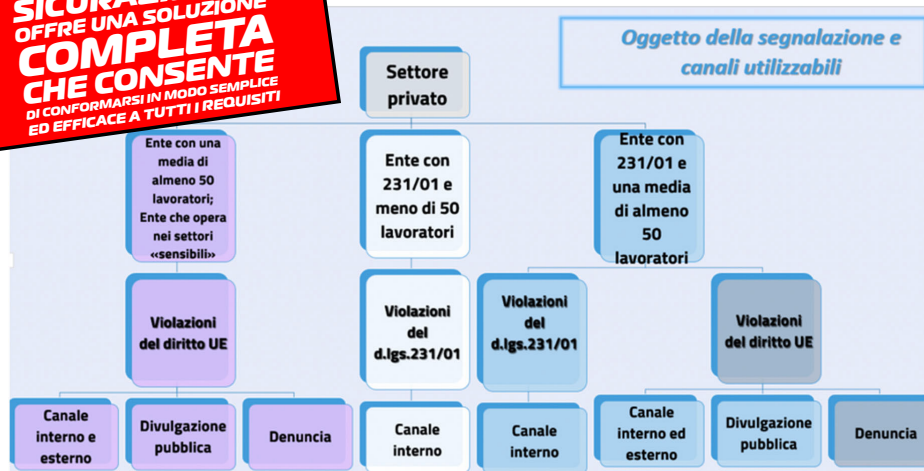 SICURAZI
OFFRE UNA SOLUZIONE
COMPLETA
CHE CONSENTE
DI CONFORMARSI IN MODO SEMPLICE
ED EFFICACE A TUTTI I REQUISITI
Oggetto della segnalazione e
canali utilizzabili
Settore
privato
Ente con una
media di
almeno 50
lavoratori;
Ente che opera
nei settori
«sensibili»
Ente con
231/01 e
meno di 50
lavoratori
Ente con
231/01 e
una media
di almeno
50
lavoratori
Violazioni
del diritto UE
Violazioni
del
d.lgs.231/01
Violazioni
del
d.lgs.231/01
Violazioni
del diritto UE
Canale
interno e
esterno
Divulgazione
pubblica
Denuncia
Canale
interno
Canale
interno
Canale
interno ed
esterno
Divulgazione
pubblica
Denuncia